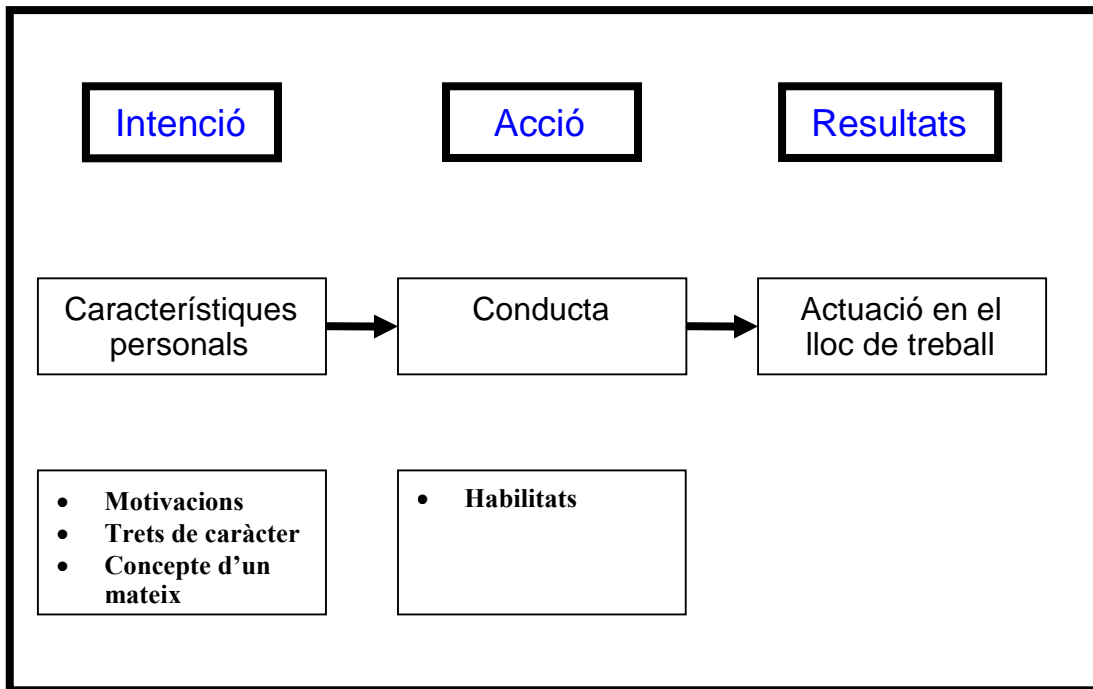 Intenció
Acció
Resultats
Característiques
personals
Conducta
Actuació en el
lloc de treball
• Motivacions
• Trets de caràcter
• Concepte d’un
mateix
• Habilitats